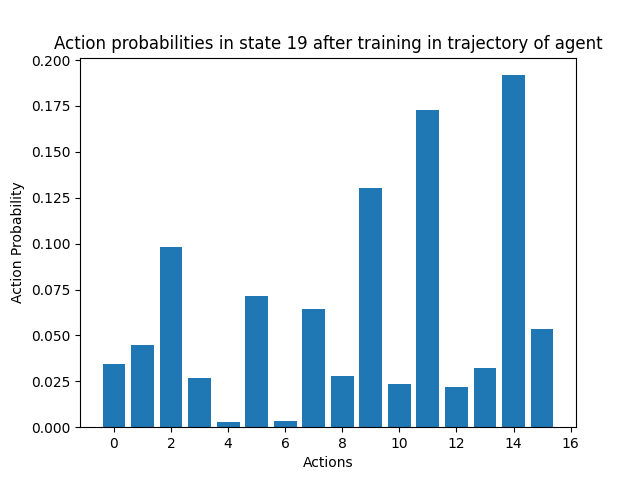 Action probabilities in state 19 after training in trajectory of agent
0.200
0.175
0.150
0.125
0.100
0.075
0.050
0.025
0.000
Action Probability
0 2 4 6 8 10 12 14 16
Actions